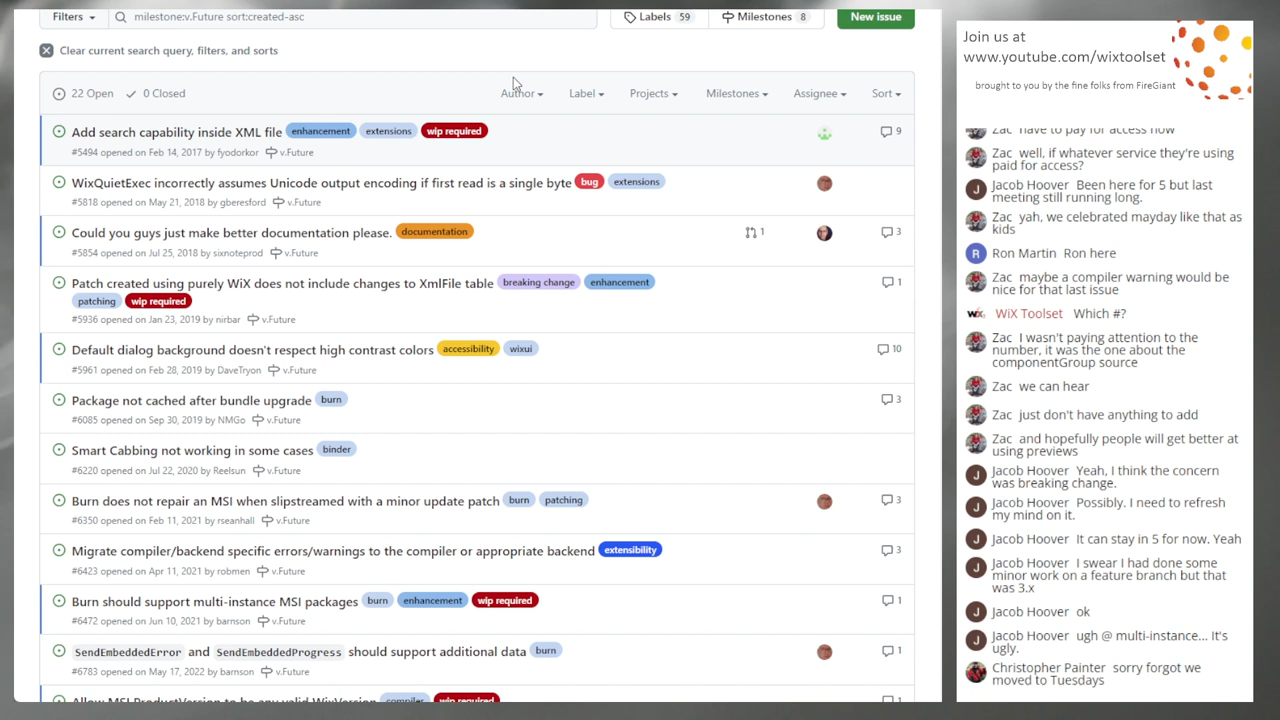 Filters
milestone:v.Future sort:created-asc
Labels 59
Milestones 8
New issue
Clear current search query, filters, and sorts
22 Open
0 Closed
Author
Label
Projects
Milestones
Assignee
Sort
Add search capability inside XML file enhancement extensions wip required 9
#5494 opened on Feb 14, 2017 by fyodorkor v.Future
WixQuietExec incorrectly assumes Unicode output encoding if first read is a single byte bug extensions
#5818 opened on May 21, 2018 by gberesford v.Future
Could you guys just make better documentation please. documentation 1 3
#5854 opened on Jul 25, 2018 by sixnoteprod v.Future
Patch created using purely WiX does not include changes to XmlFile table breaking change enhancement 1
patching wip required
#5936 opened on Jan 23, 2019 by nirbar v.Future
Default dialog background doesn't respect high contrast colors accessibility wixui 10
#5961 opened on Feb 28, 2019 by DaveTryon v.Future
Package not cached after bundle upgrade burn 3
#6085 opened on Sep 30, 2019 by NMGo v.Future
Smart Cabbing not working in some cases binder
#6220 opened on Jul 22, 2020 by Reelsun v.Future
Burn does not repair an MSI when slipstreamed with a minor update patch burn patching 3
#6350 opened on Feb 11, 2021 by rseanhall v.Future
Migrate compiler/backend specific errors/warnings to the compiler or appropriate backend extensibility 3
#6423 opened on Apr 11, 2021 by robmen v.Future
Burn should support multi-instance MSI packages burn enhancement wip required 1
#6472 opened on Jun 10, 2021 by barnson v.Future
SendEmbeddedError and SendEmbeddedProgress should support additional data burn 1
#6783 opened on May 17, 2022 by barnson v.Future
Allow MSI ProductVersion to be any valid WixVersion compiler wip required 1
Join us at
www.youtube.com/wixtoolset
brought to you by the fine folks from FireGiant
Zac have to pay for access now
Zac well, if whatever service they're using
paid for access?
Jacob Hoover Been here for 5 but last
meeting still running long.
Zac yah, we celebrated mayday like that as
kids
Ron Martin Ron here
Zac maybe a compiler warning would be
nice for that last issue
WiX Toolset Which #?
Zac I wasn't paying attention to the
number, it was the one about the
componentGroup source
Zac we can hear
Zac just don't have anything to add
Zac and hopefully people will get better at
using previews
Jacob Hoover Yeah, I think the concern
was breaking change.
Jacob Hoover Possibly. I need to refresh
my mind on it.
Jacob Hoover It can stay in 5 for now. Yeah
Jacob Hoover I swear I had done some
minor work on a feature branch but that
was 3.x
Jacob Hoover ok
Jacob Hoover ugh @ multi-instance... It's
ugly.
Christopher Painter sorry forgot we
moved to Tuesdays